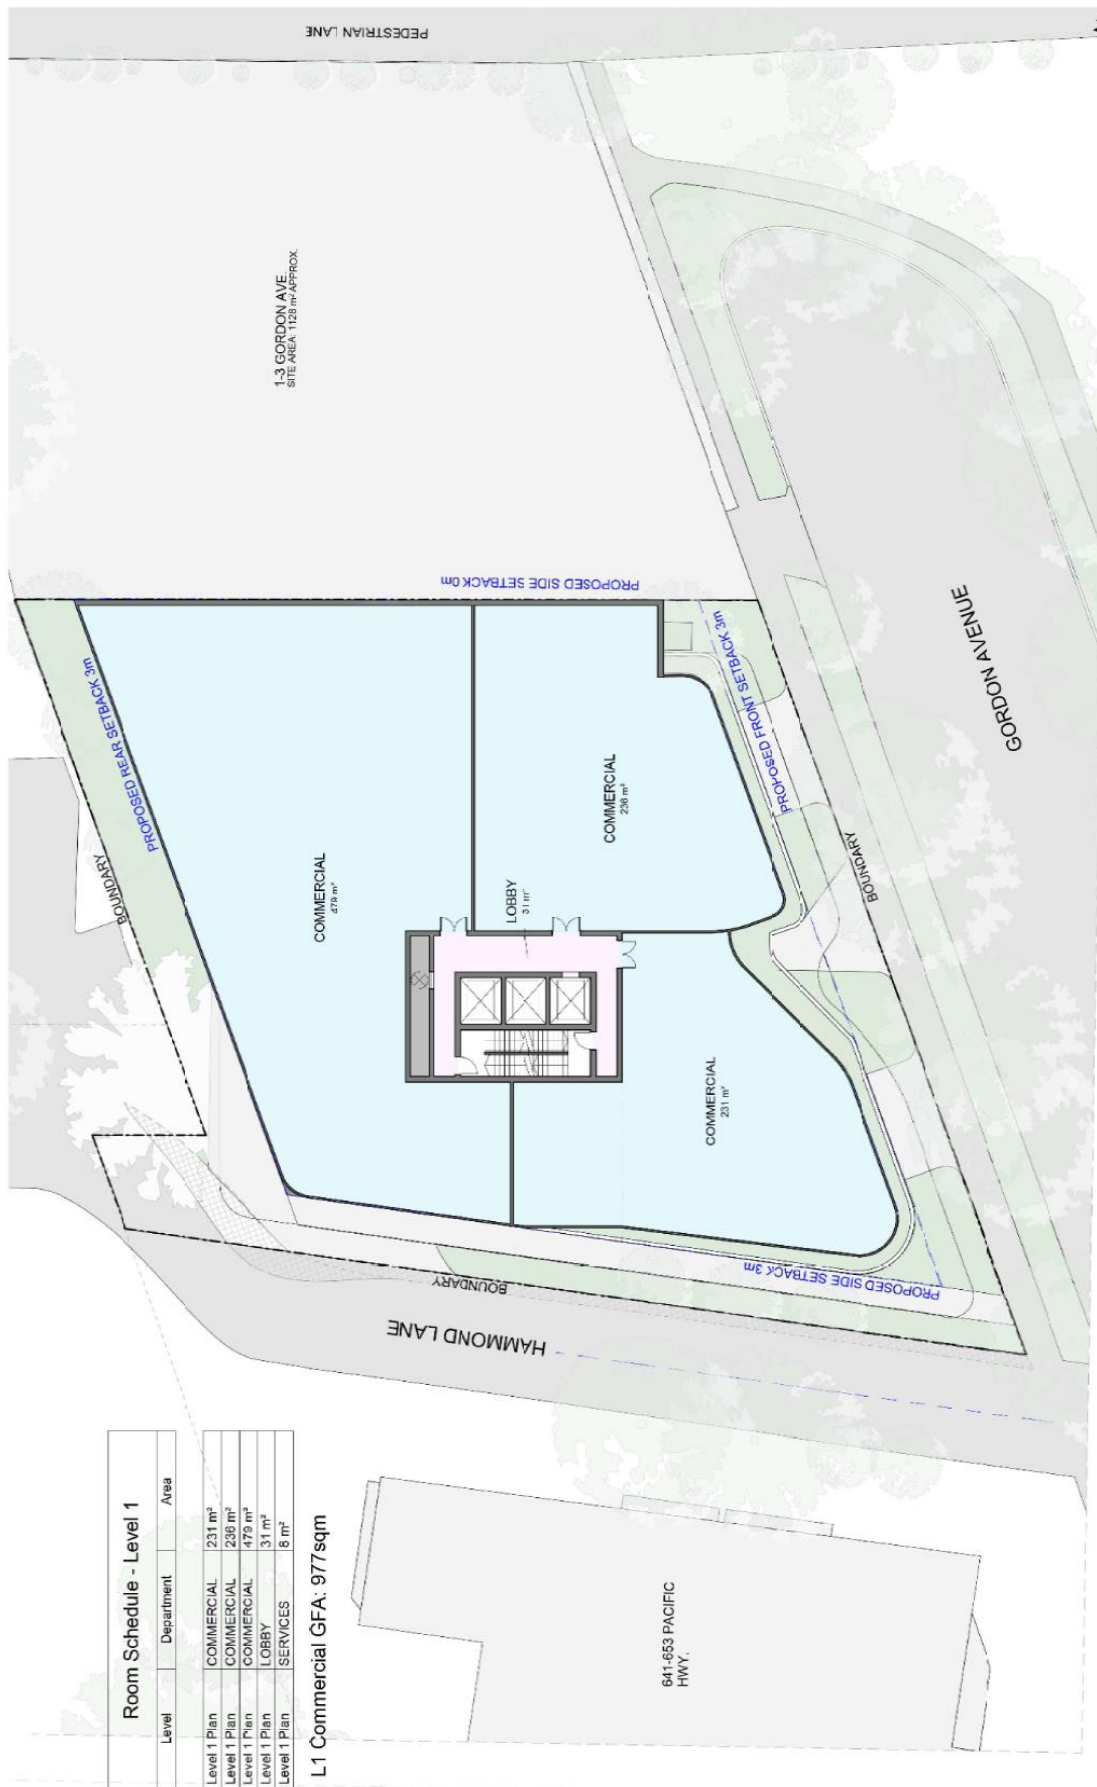 PEDESTRIAN LANE
1-3 GORDON AVE.
SITE AREA: 1128 m² APPROX.
PROPOSED SIDE SETBACK 0m
PROPOSED REAR SETBACK 3m
BOUNDARY
COMMERCIAL
479 m²
COMMERCIAL
236 m²
LOBBY
31 m²
COMMERCIAL
231 m²
PROPOSED FRONT SETBACK 3m
BOUNDARY
GORDON AVENUE
PROPOSED SIDE SETBACK 3m
BOUNDARY
HAMMOND LANE
641-653 PACIFIC
HWY.
Room Schedule - Level 1
Level Department Area
Level 1 Plan COMMERCIAL 231 m²
Level 1 Plan COMMERCIAL 236 m²
Level 1 Plan COMMERCIAL 479 m²
Level 1 Plan LOBBY 31 m²
Level 1 Plan SERVICES 8 m²
L1 Commercial GFA: 977sqm